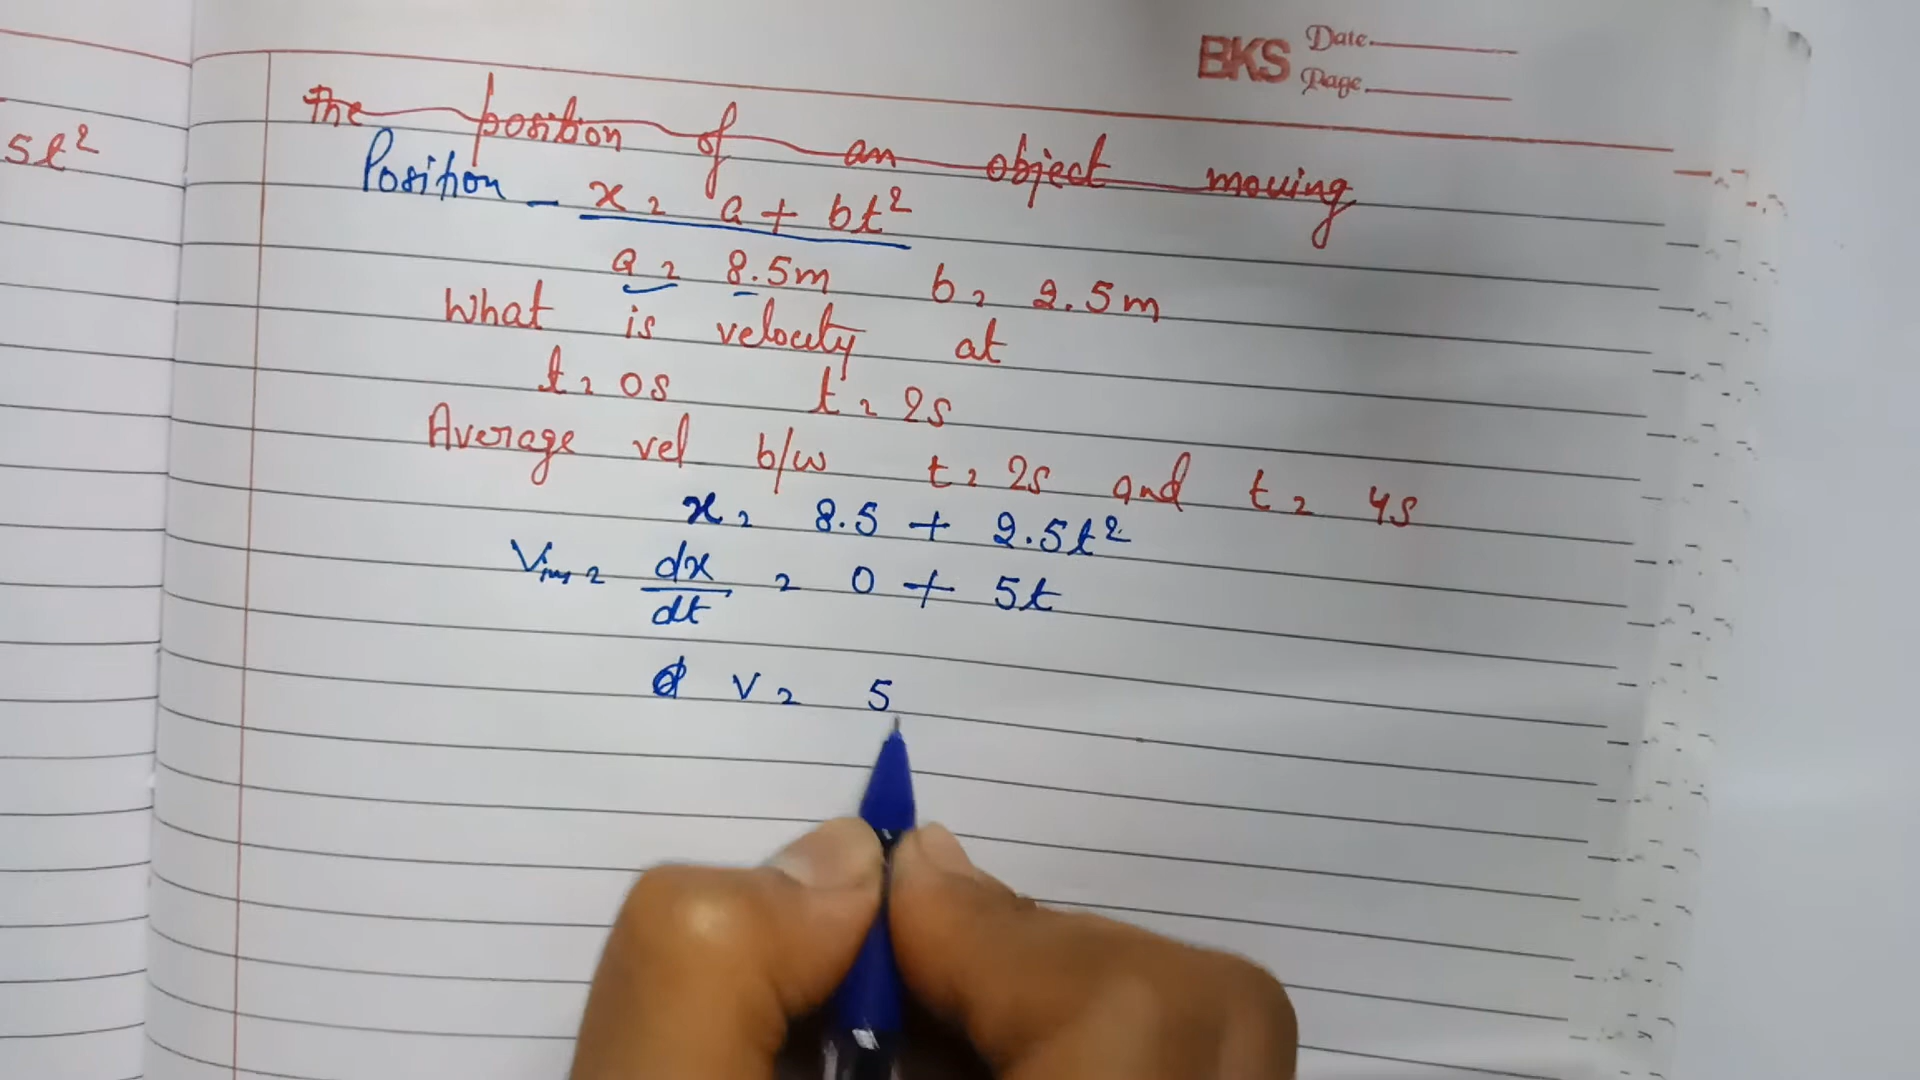 BKS Date.
Page.
5t²
The position of an object moving
Position - x = a + bt²
a = 8.5m b = 2.5m
What is velocity at
t = 0s t = 2s
Average vel b/w t = 2s and t = 4s
x = 8.5 + 2.5t²
Vins = dx/dt = 0 + 5t
V = 5